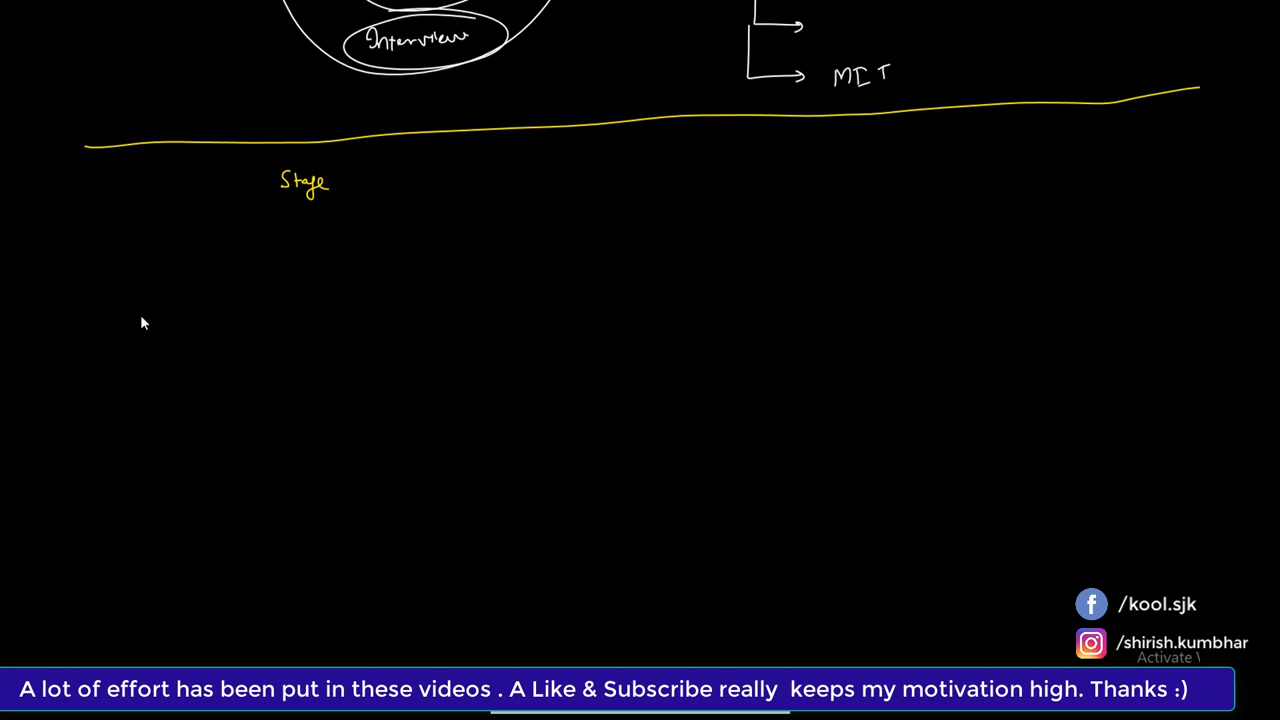 Interview
MIT
Stage
/kool.sjk
/shirish.kumbhar
Activate \
A lot of effort has been put in these videos . A Like & Subscribe really keeps my motivation high. Thanks :)